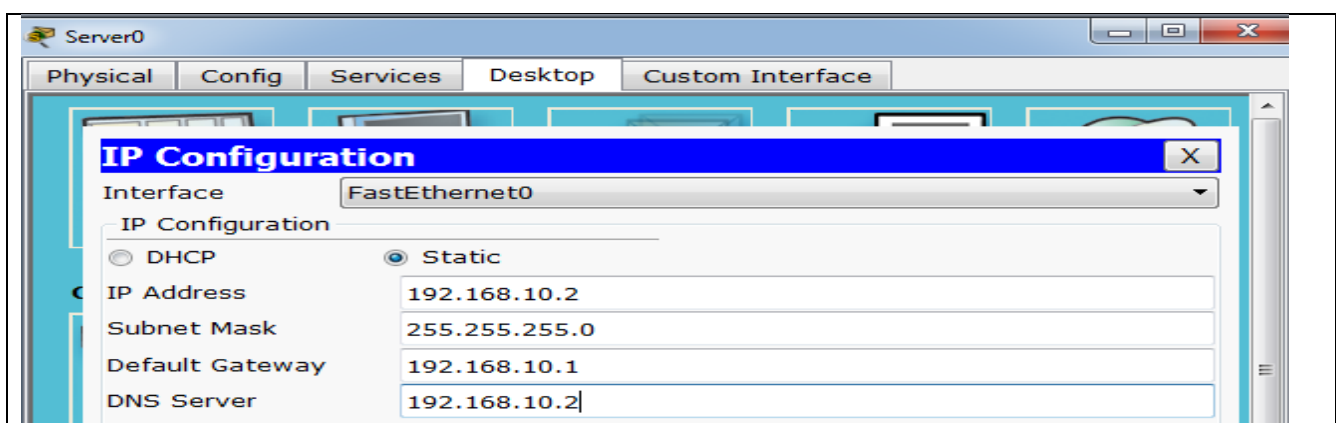 Server0
Physical Config Services Desktop Custom Interface
IP Configuration X
Interface FastEthernet0
IP Configuration
DHCP Static
IP Address 192.168.10.2
Subnet Mask 255.255.255.0
Default Gateway 192.168.10.1
DNS Server 192.168.10.2